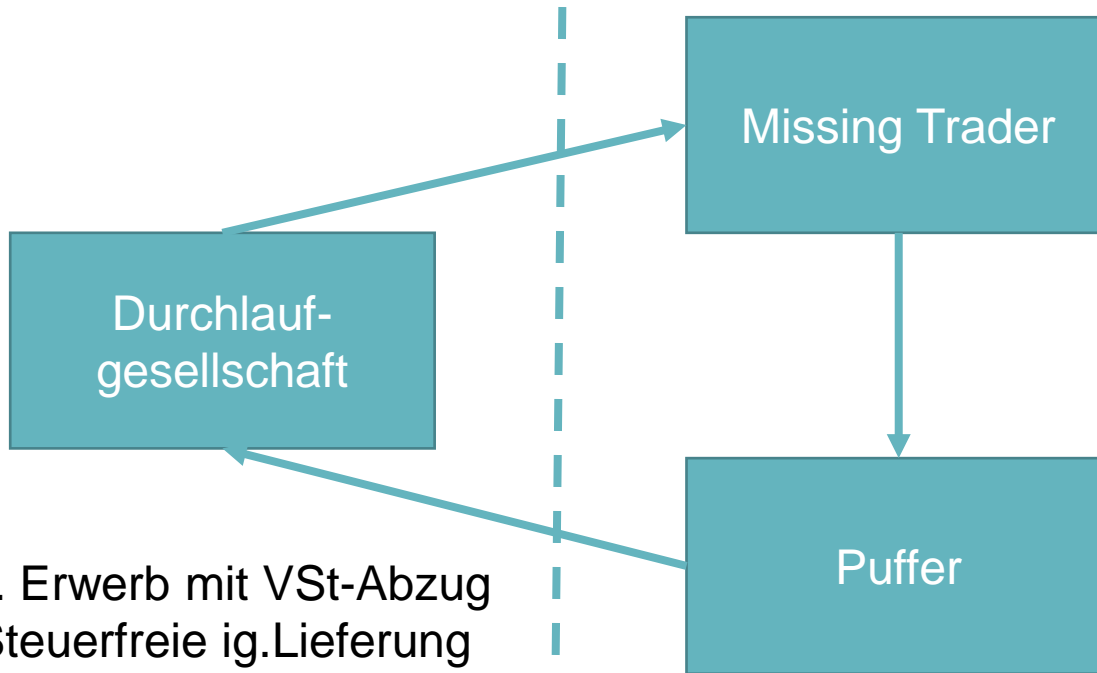 Missing Trader
Durchlauf-
gesellschaft
Puffer
. Erwerb mit VSt-Abzug
Steuerfreie ig.Lieferung